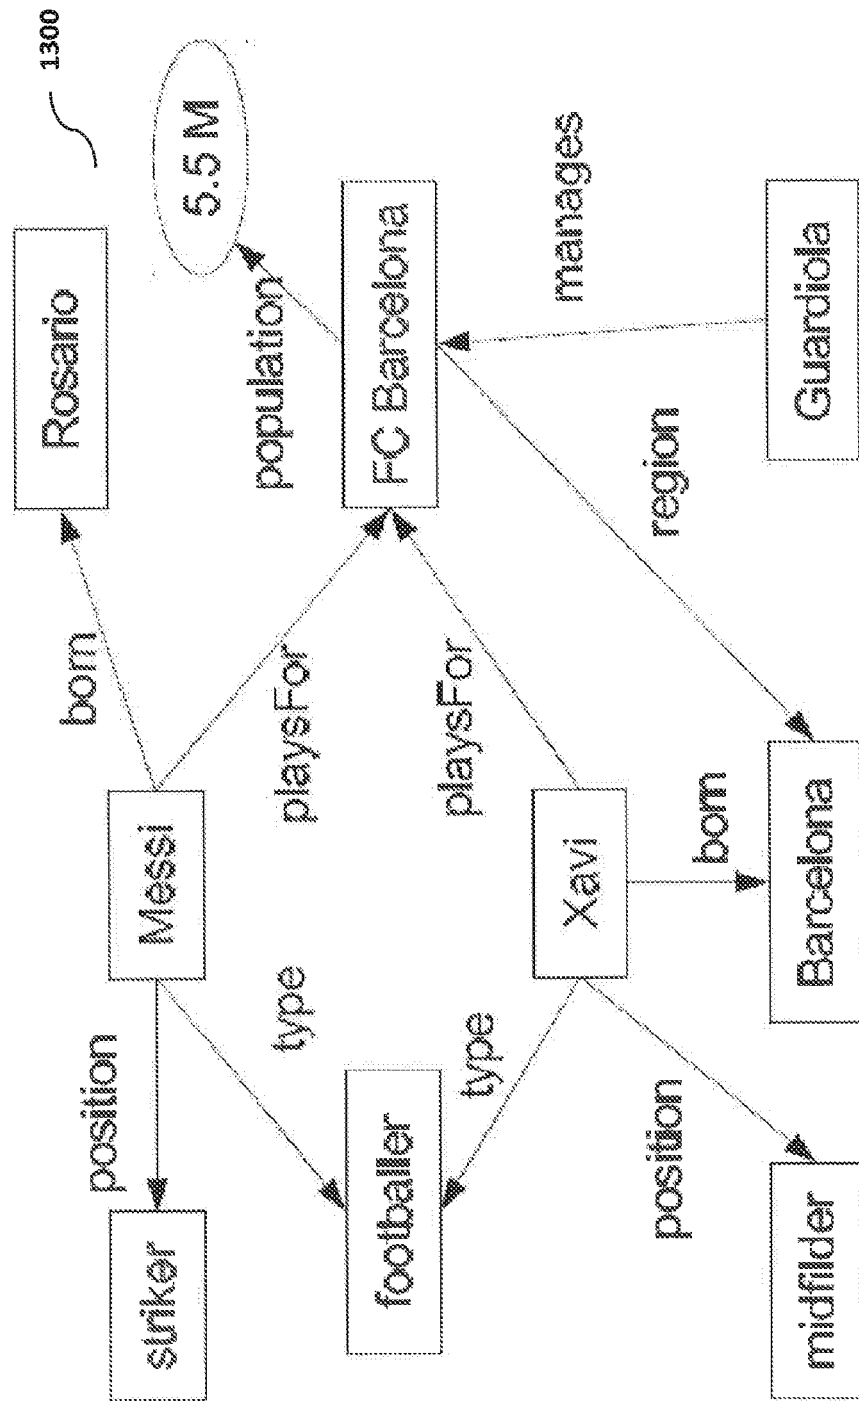 1300
Rosario
born
position
striker
Messi
5.5 M
population
type
playsFor
footballer
FC Barcelona
type
playsFor
manages
Xavi
position
region
born
midfilder
Barcelona
Guardiola